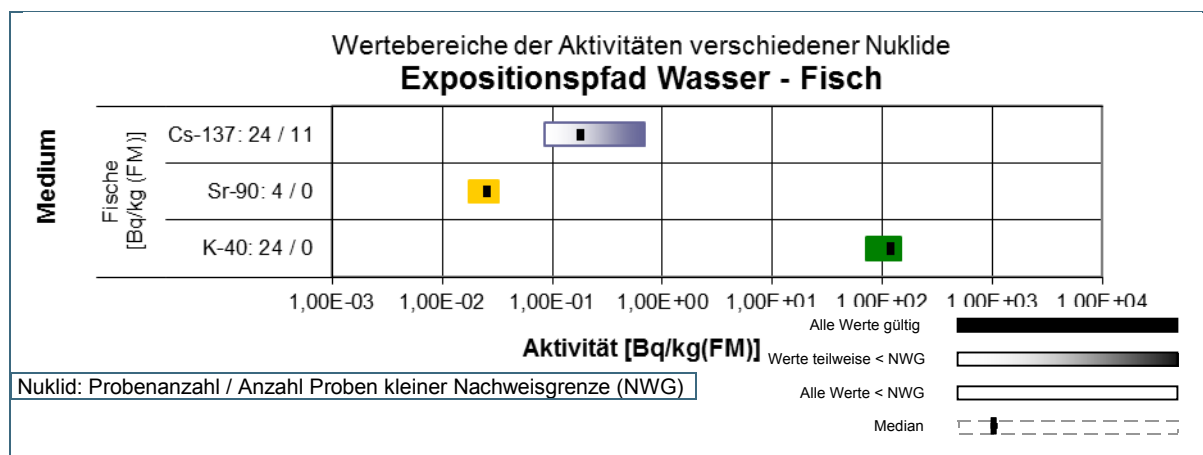 Wertebereiche der Aktivitäten verschiedener Nuklide
Expositionspfad Wasser - Fisch
Medium
Fische
[Bq/kg (FM)]
Cs-137: 24 / 11
Sr-90: 4 / 0
K-40: 24 / 0
1,00E-03 1,00E-02 1,00E-01 1,00E+00 1,00E+01 1,00E+02 1,00E+03 1,00E+04
Aktivität [Bq/kg(FM)]
Alle Werte gültig
Werte teilweise < NWG
Alle Werte < NWG
Median
Nuklid: Probenanzahl / Anzahl Proben kleiner Nachweisgrenze (NWG)